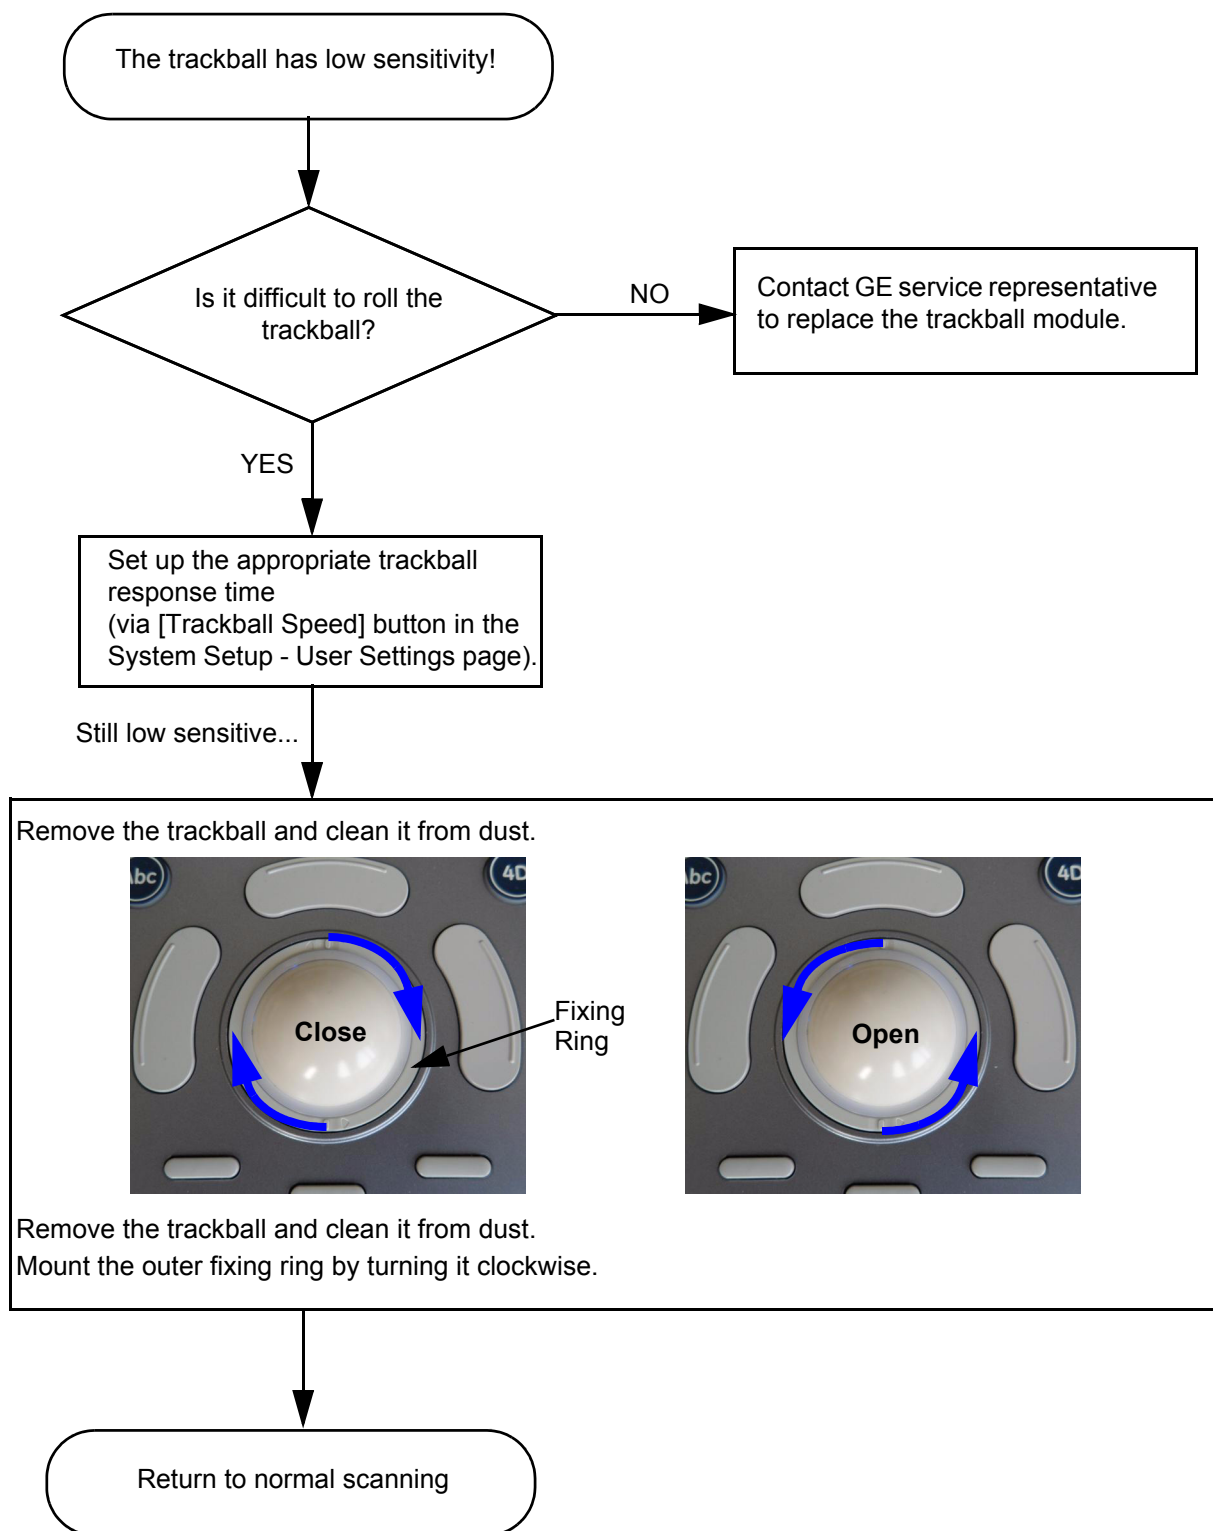 The trackball has low sensitivity!
Is it difficult to roll the
trackball?
NO
Contact GE service representative
to replace the trackball module.
YES
Set up the appropriate trackball
response time
(via [Trackball Speed] button in the
System Setup - User Settings page).
Still low sensitive...
Remove the trackball and clean it from dust.
Abc
4D
Close
Fixing
Ring
Abc
4D
Open
Remove the trackball and clean it from dust.
Mount the outer fixing ring by turning it clockwise.
Return to normal scanning